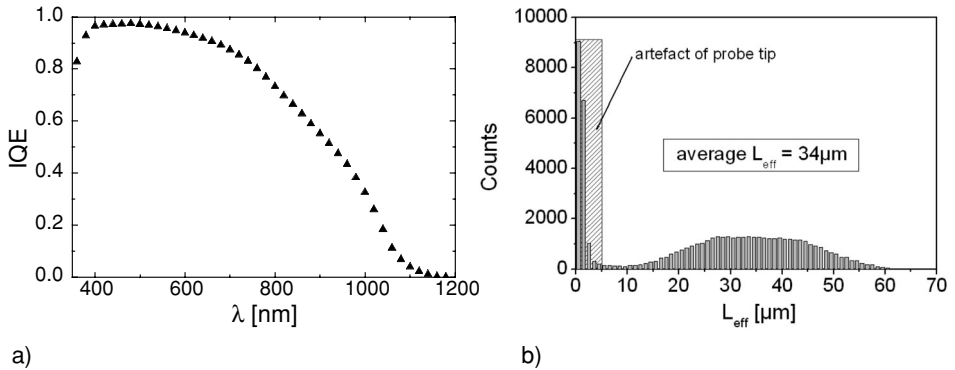 1.0
0.8
0.6
0.4
0.2
0.0
IQE
400 600 800 1000 1200
λ [nm]
a)
10000
8000
6000
4000
2000
0
Counts
artefact of probe tip
average L_eff = 34µm
0 10 20 30 40 50 60 70
L_eff [µm]
b)